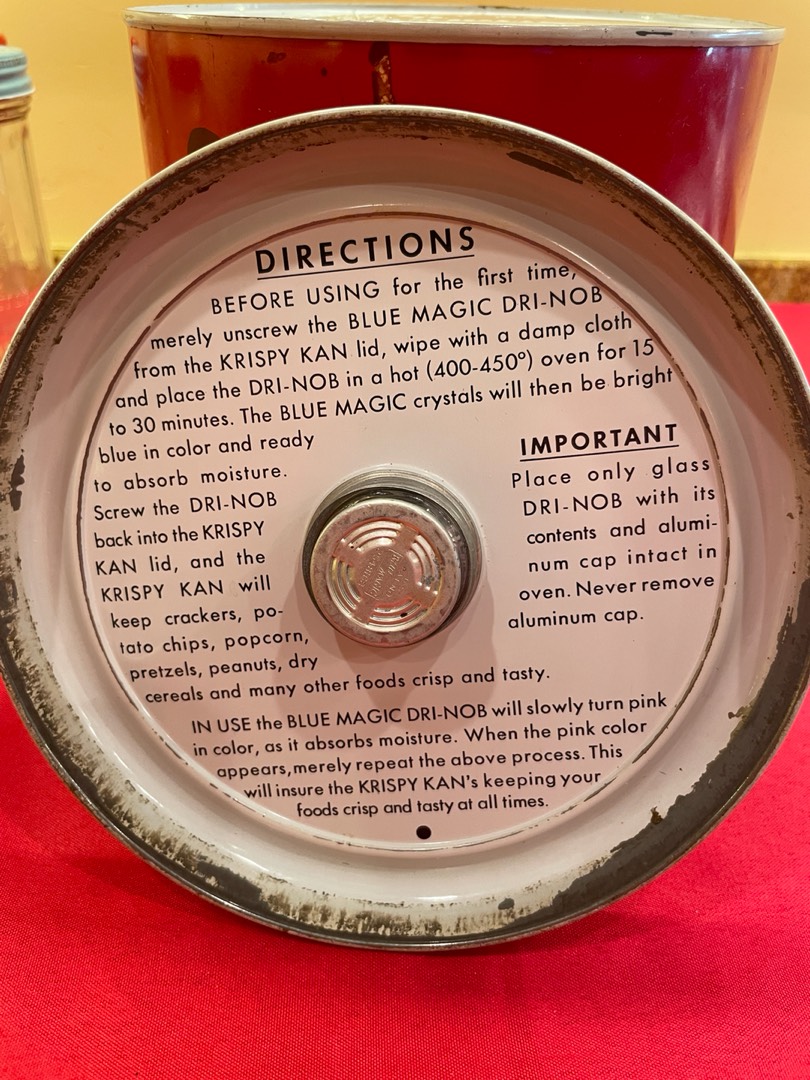 DIRECTIONS
BEFORE USING for the first time,
merely unscrew the BLUE MAGIC DRI-NOB
from the KRISPY KAN lid, wipe with a damp cloth
and place the DRI-NOB in a hot (400-450°) oven for 15
to 30 minutes. The BLUE MAGIC crystals will then be bright
blue in color and ready
to absorb moisture.
Screw the DRI-NOB
back into the KRISPY
KAN lid, and the
KRISPY KAN will
keep crackers, po-
tato chips, popcorn,
pretzels, peanuts, dry
cereals and many other foods crisp and tasty.
IMPORTANT
Place only glass
DRI-NOB with its
contents and alumi-
num cap intact in
oven. Never remove
aluminum cap.
IN USE the BLUE MAGIC DRI-NOB will slowly turn pink
in color, as it absorbs moisture. When the pink color
appears, merely repeat the above process. This
will insure the KRISPY KAN's keeping your
foods crisp and tasty at all times.